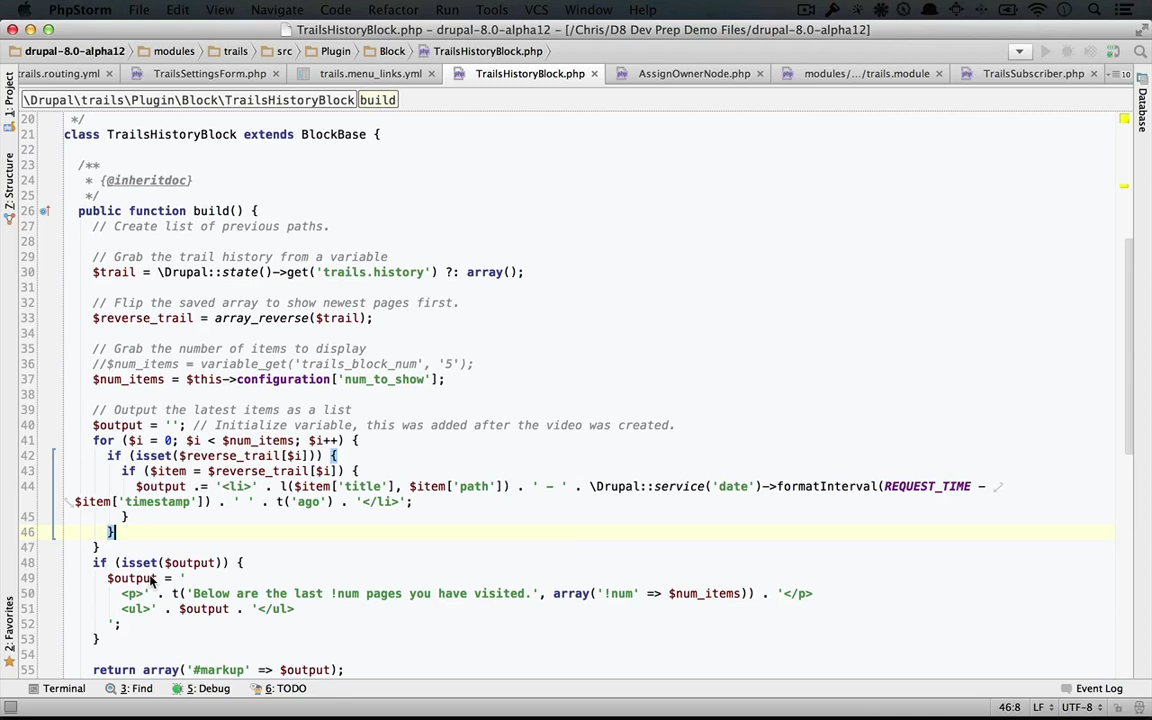 PhpStorm File Edit View Navigate Code Refactor Run Tools VCS Window Help
TrailsHistoryBlock.php - drupal-8.0-alpha12 - [/Chris/D8 Dev Prep Demo Files/drupal-8.0-alpha12]
drupal-8.0-alpha12 modules trails src Plugin Block TrailsHistoryBlock.php
trails.routing.yml TrailsSettingsForm.php trails.menu_links.yml TrailsHistoryBlock.php AssignOwnerNode.php modules/.../trails.module TrailsSubscriber.php 10
\Drupal\trails\Plugin\Block\TrailsHistoryBlock build
1: Project
7: Structure
2: Favorites
Database
20 */
21 class TrailsHistoryBlock extends BlockBase {
22
23 /**
24 * {@inheritdoc}
25 */
26 public function build() {
27 // Create list of previous paths.
28
29 // Grab the trail history from a variable
30 $trail = \Drupal::state()->get('trails.history') ?: array();
31
32 // Flip the saved array to show newest pages first.
33 $reverse_trail = array_reverse($trail);
34
35 // Grab the number of items to display
36 //$num_items = variable_get('trails_block_num', '5');
37 $num_items = $this->configuration['num_to_show'];
38
39 // Output the latest items as a list
40 $output = ''; // Initialize variable, this was added after the video was created.
41 for ($i = 0; $i < $num_items; $i++) {
42 if (isset($reverse_trail[$i])) {
43 if ($item = $reverse_trail[$i]) {
44 $output .= '<li>' . l($item['title'], $item['path']) . ' - ' . \Drupal::service('date')->formatInterval(REQUEST_TIME -
$item['timestamp']) . ' ' . t('ago') . '</li>';
45 }
46 }
47 }
48 if (isset($output)) {
49 $output = '
50 <p>' . t('Below are the last !num pages you have visited.', array('!num' => $num_items)) . '</p>
51 <ul>' . $output . '</ul>
52 ';
53 }
54
55 return array('#markup' => $output);
Terminal 3: Find 5: Debug 6: TODO Event Log
46:8 LF UTF-8